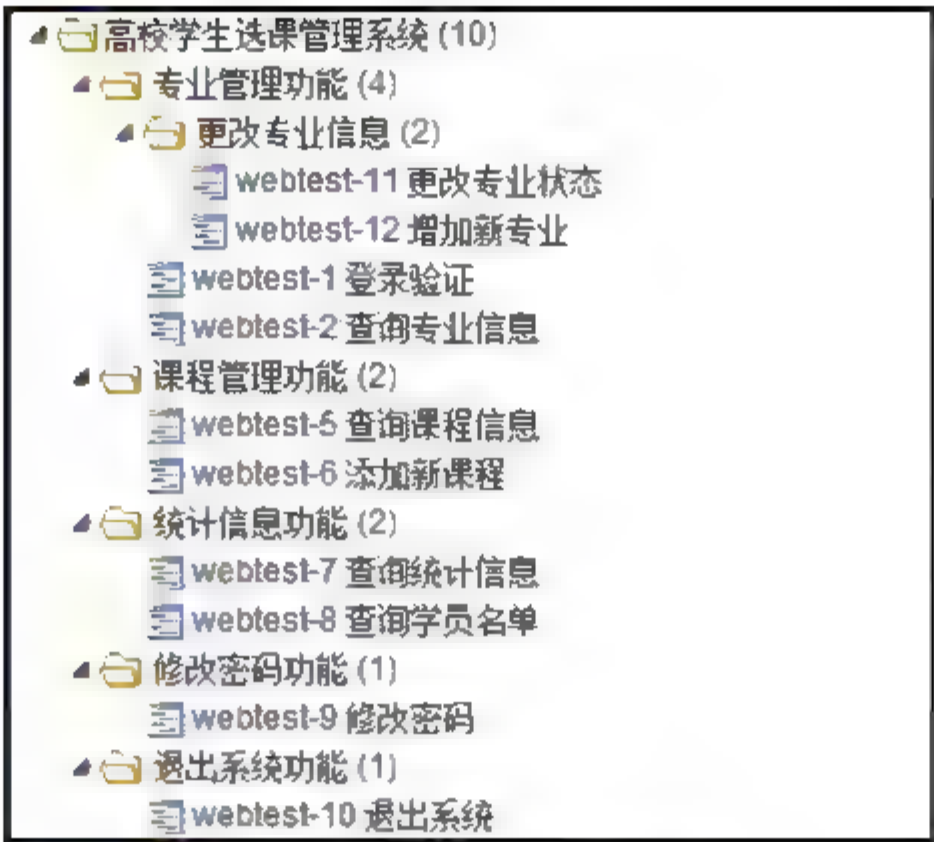 高校学生选课管理系统 (10)
专业管理功能 (4)
更改专业信息 (2)
webtest-11 更改专业状态
webtest-12 增加新专业
webtest-1 登录验证
webtest-2 查询专业信息
课程管理功能 (2)
webtest-5 查询课程信息
webtest-6 添加新课程
统计信息功能 (2)
webtest-7 查询统计信息
webtest-8 查询学员名单
修改密码功能 (1)
webtest-9 修改密码
退出系统功能 (1)
webtest-10 退出系统